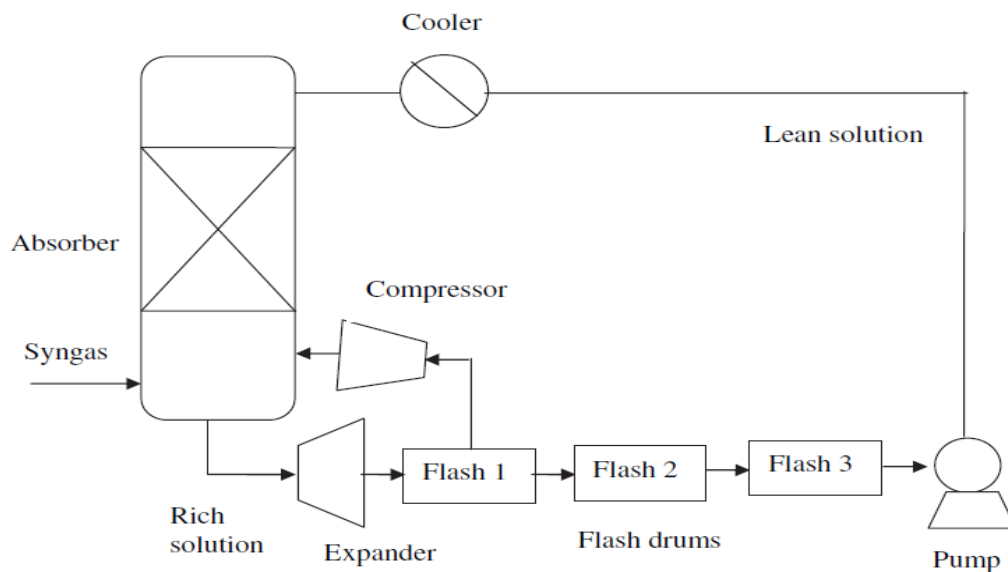 Cooler
Lean solution
Absorber
Compressor
Syngas
Flash 1
Flash 2
Flash 3
Rich
solution
Expander
Flash drums
Pump